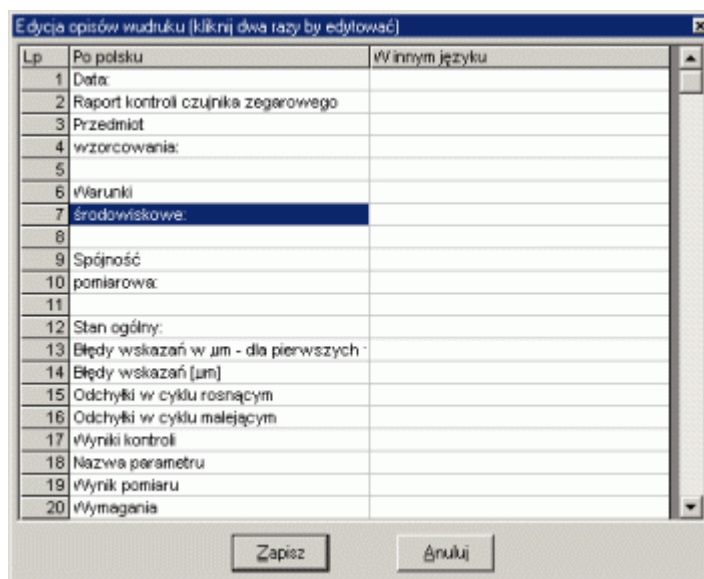 Edycja opisów wudruku (kliknij dwa razy by edytować)
Lp Po polsku W innym języku
1 Data:
2 Raport kontroli czujnika zegarowego
3 Przedmiot
4 wzorcowania:
5
6 Warunki
7 środowiskowe:
8
9 Spójność
10 pomiarowa:
11
12 Stan ogólny:
13 Błędy wskazań w µm - dla pierwszych
14 Błędy wskazań [µm]
15 Odchyłki w cyklu rosnącym
16 Odchyłki w cyklu malejącym
17 Wyniki kontroli
18 Nazwa parametru
19 Wynik pomiaru
20 Wymagania
Zapisz Anuluj